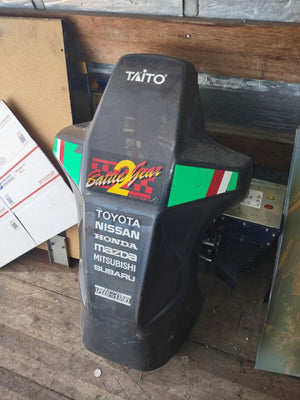 TAITO
Battle Gear
2
TOYOTA
NISSAN
HONDA
mazda
MITSUBISHI
SUBARU